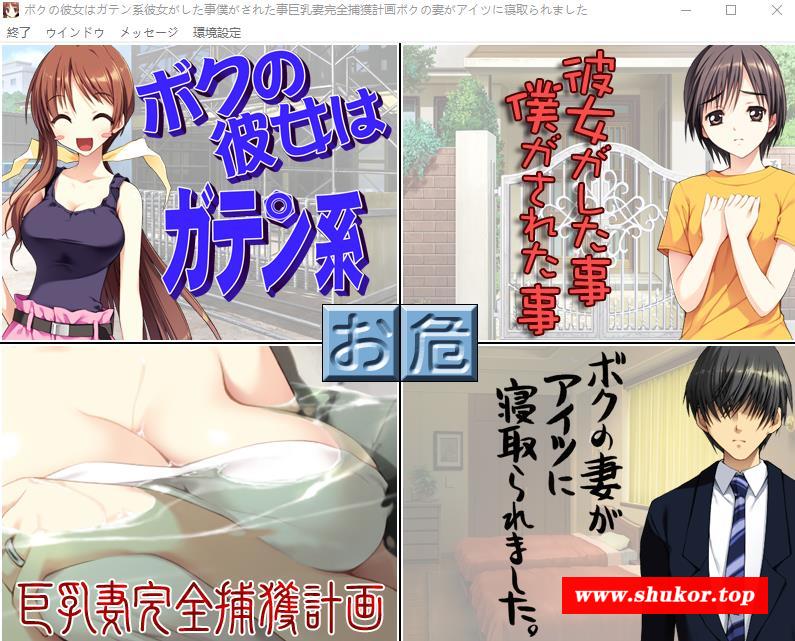 ボクの彼女はガテン系彼女がした事僕がされた事巨乳妻完全捕獲計画ボクの妻がアイツに寝取られました
終了 ウインドウ メッセージ 環境設定
ボクの
彼女は
ガテン系
彼女がした事
僕がされた事
お危
巨乳妻完全捕獲計画
ボクの妻が
アイツに
寝取られました。
www.shukor.top